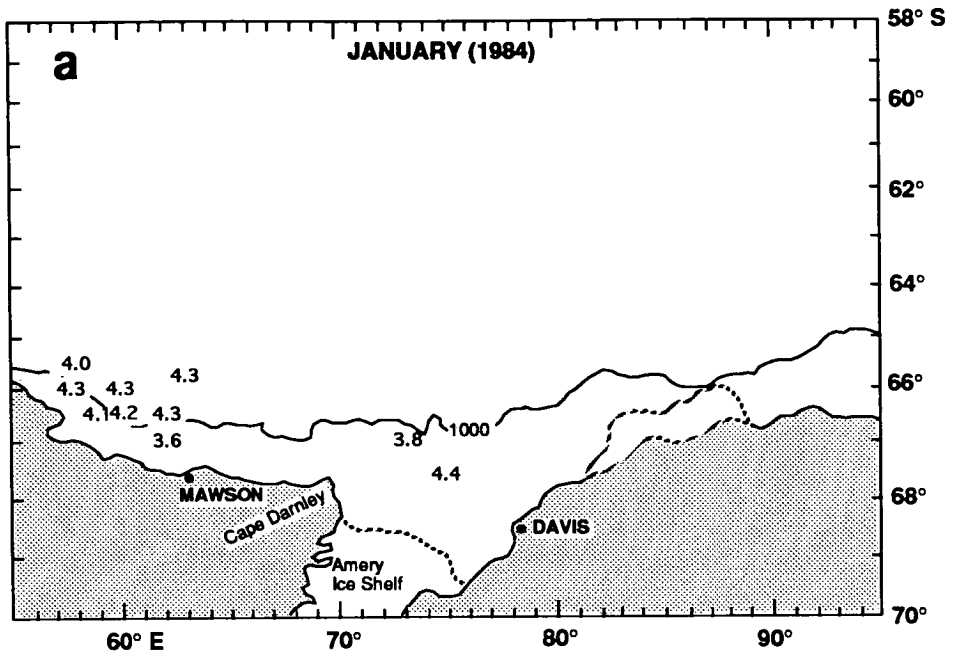 58° S
a
JANUARY (1984)
60°
62°
64°
4.0
4.3
66°
4.3
4.3
4.1
4.2
4.3
1000
3.6
3.8
4.4
68°
MAWSON
Cape Darnley
DAVIS
Amery
Ice Shelf
70°
60° E
70°
80°
90°